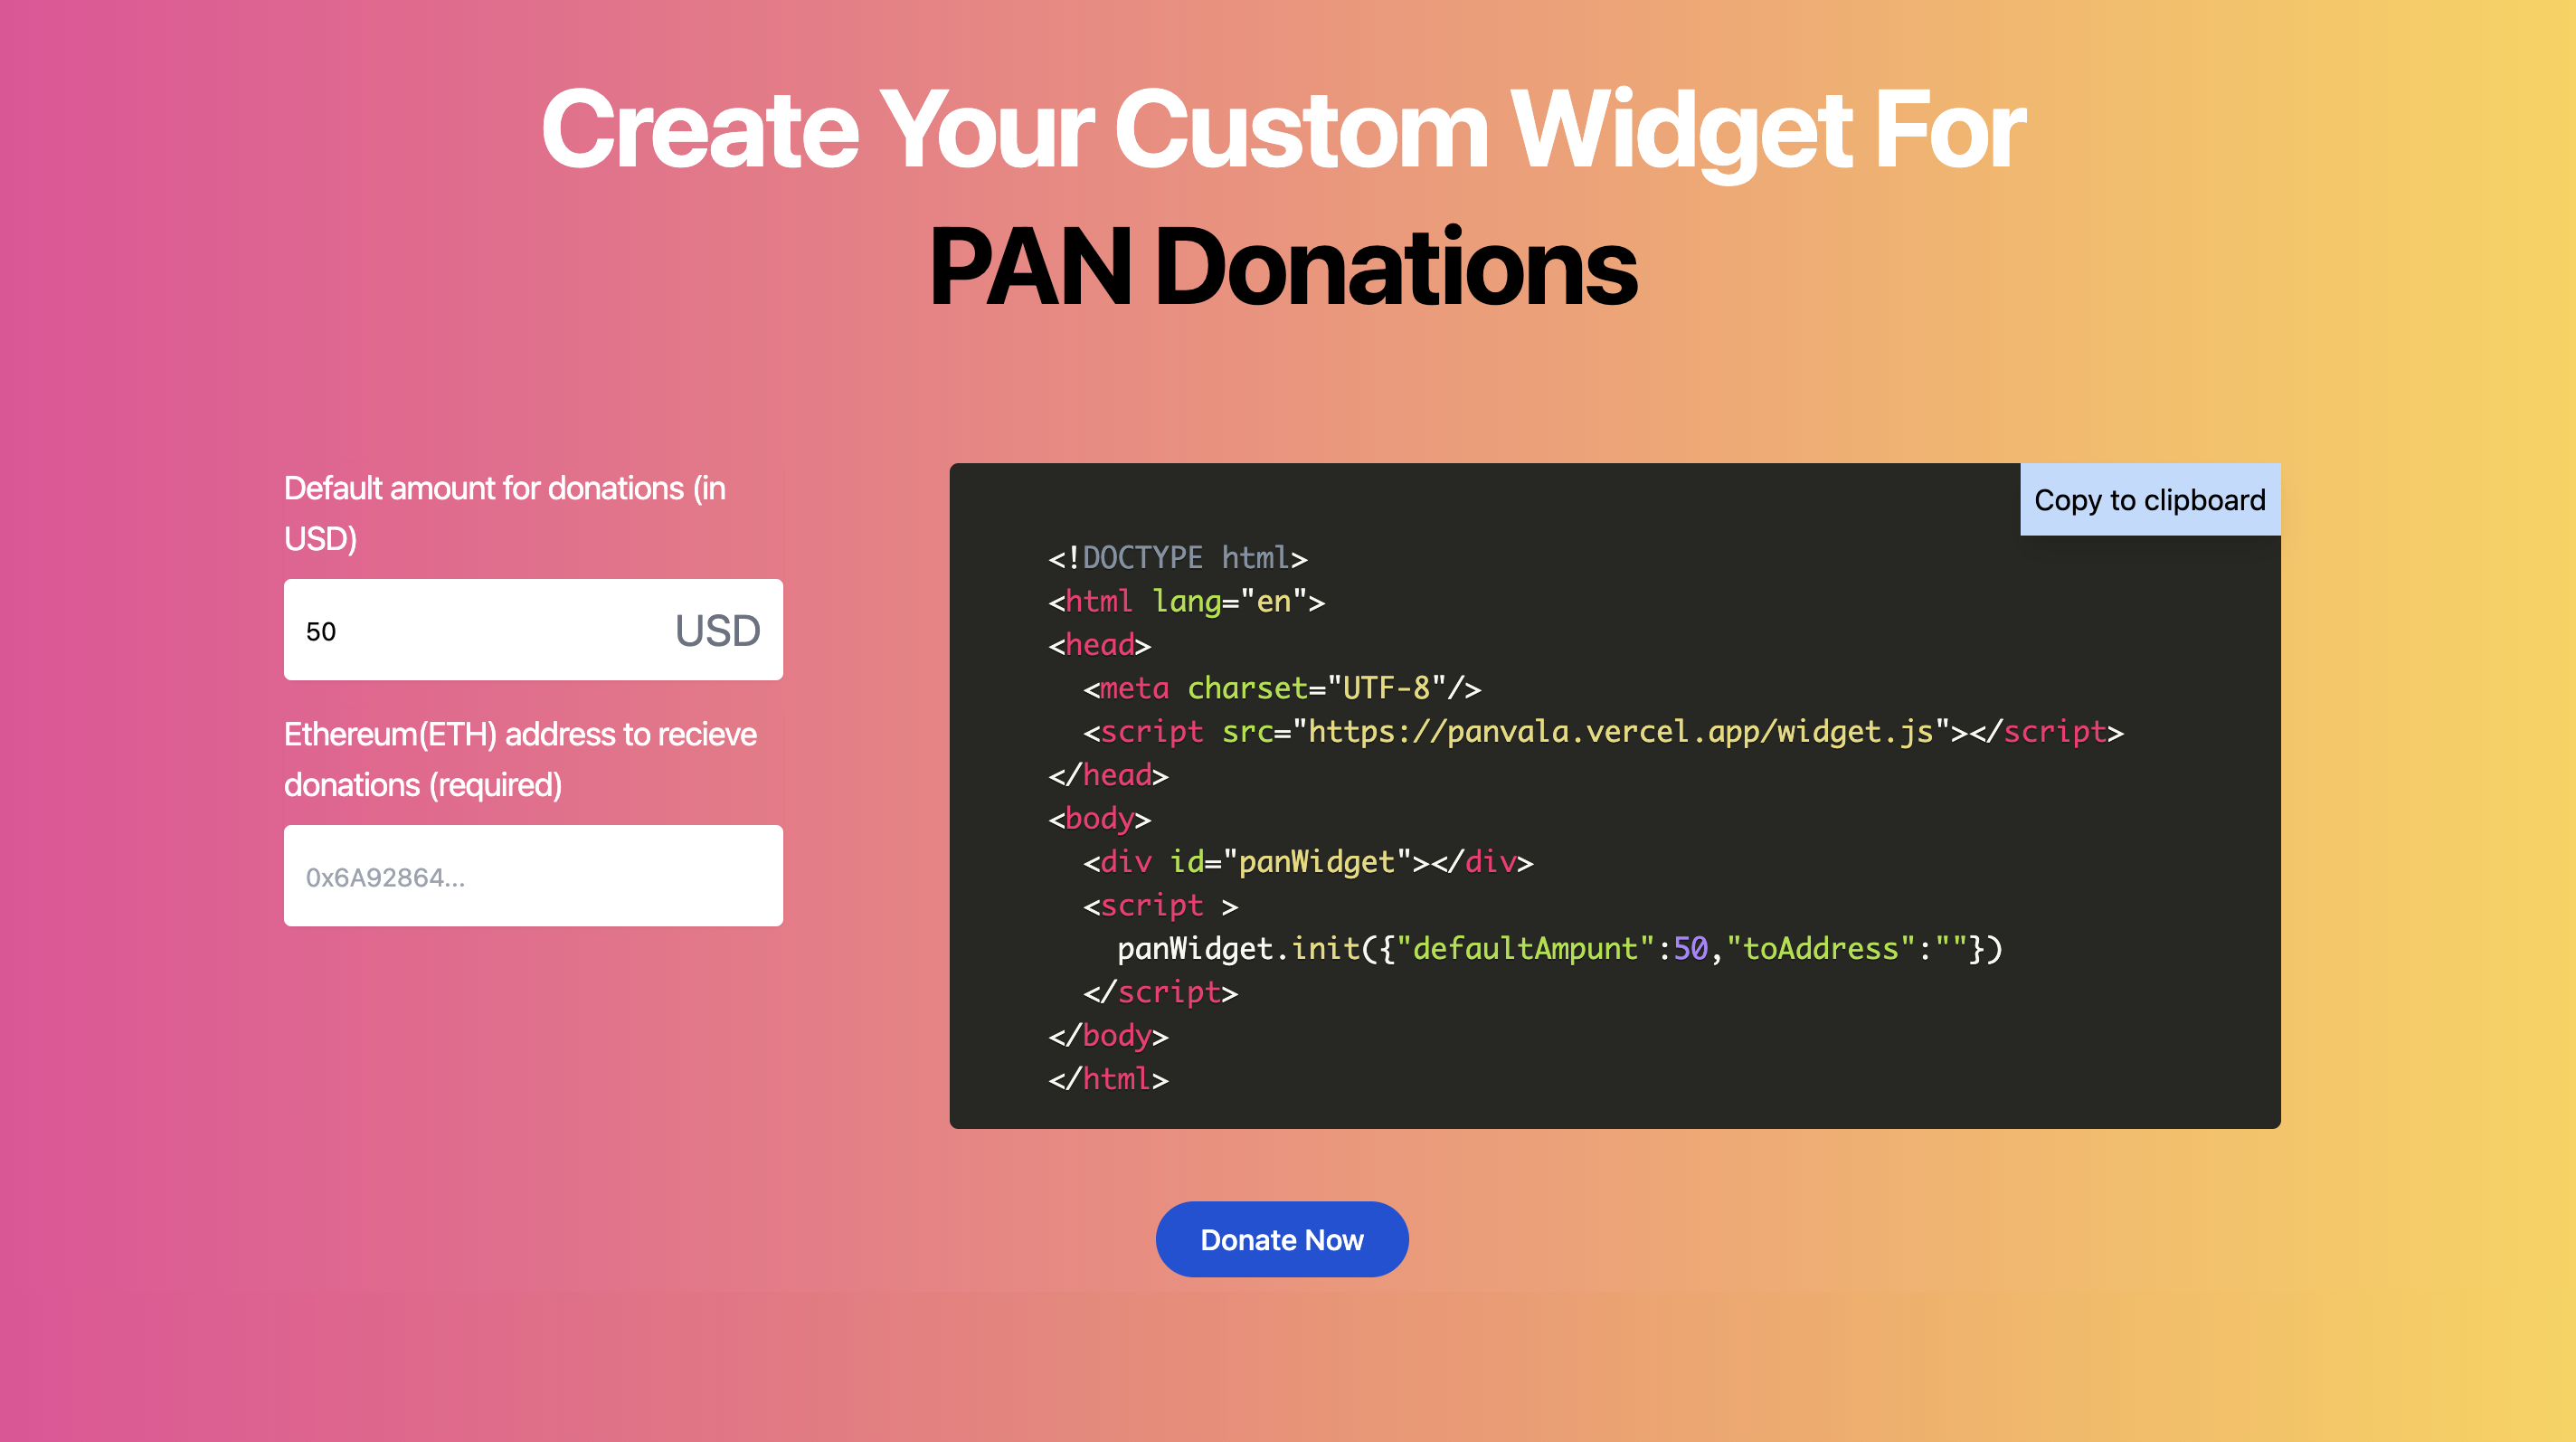 Create Your Custom Widget For
PAN Donations
Default amount for donations (in
USD)
50 USD
Ethereum(ETH) address to recieve
donations (required)
0x6A92864...
Copy to clipboard
<!DOCTYPE html>
<html lang="en">
<head>
  <meta charset="UTF-8"/>
  <script src="https://panvala.vercel.app/widget.js"></script>
</head>
<body>
  <div id="panWidget"></div>
  <script >
    panWidget.init({"defaultAmpunt":50,"toAddress":""})
  </script>
</body>
</html>
Donate Now